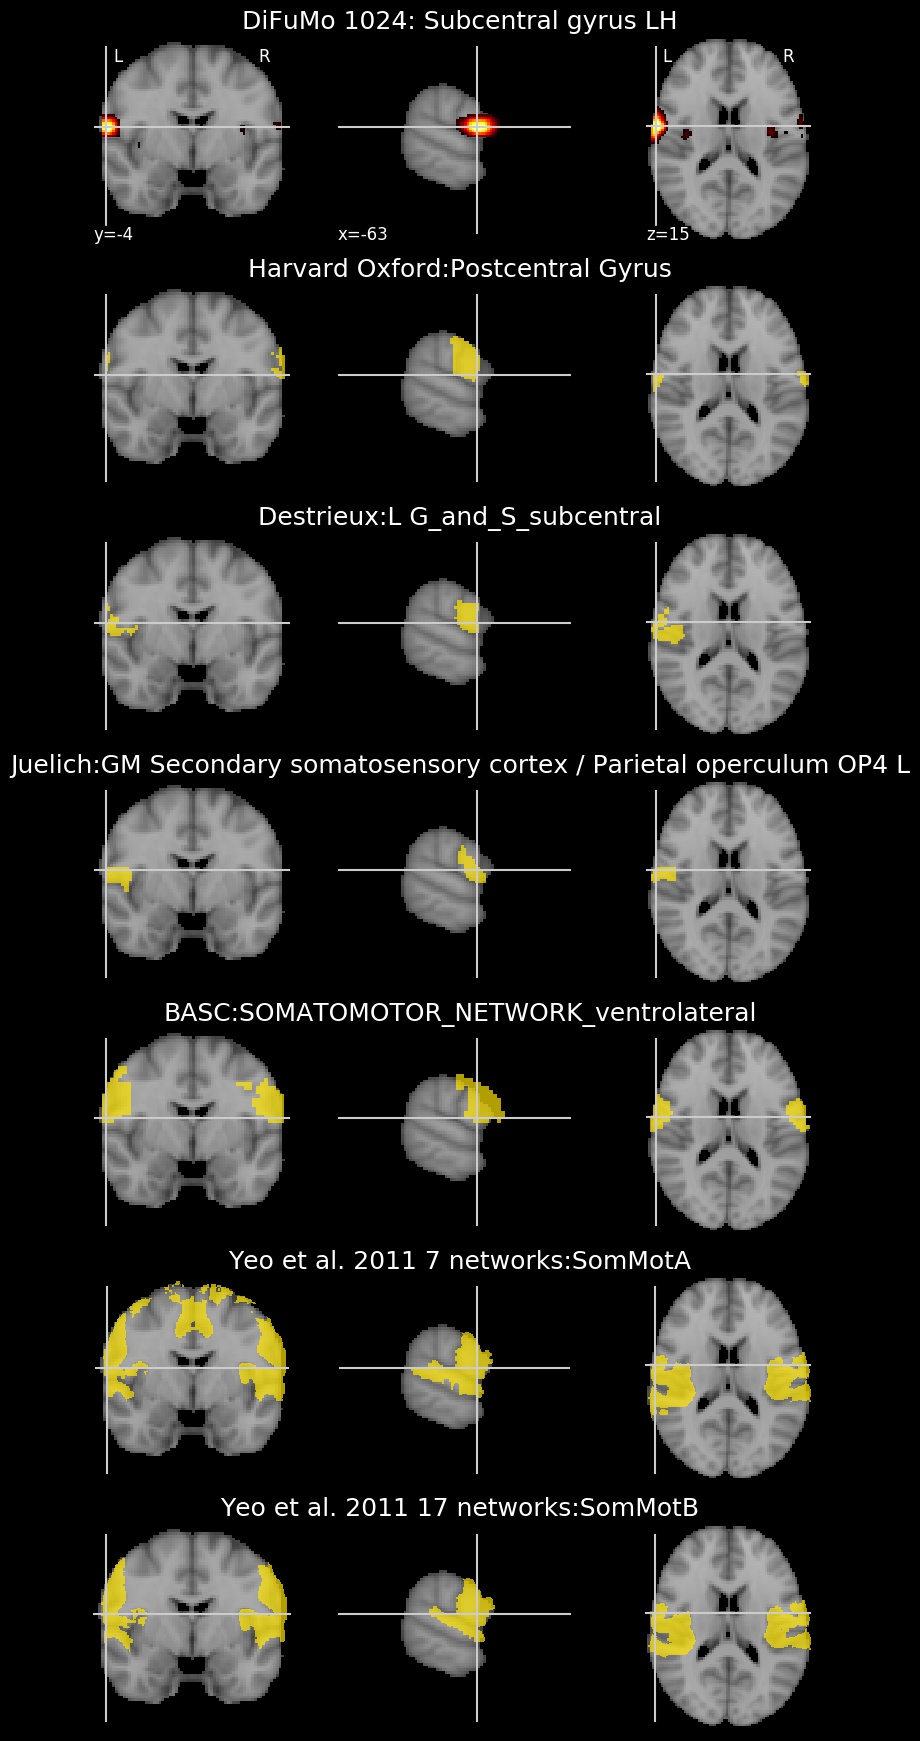 DiFuMo 1024: Subcentral gyrus LH
L R L R
y=-4 x=-63 z=15
Harvard Oxford:Postcentral Gyrus
Destrieux:L G_and_S_subcentral
Juelich:GM Secondary somatosensory cortex / Parietal operculum OP4 L
BASC:SOMATOMOTOR_NETWORK_ventrolateral
Yeo et al. 2011 7 networks:SomMotA
Yeo et al. 2011 17 networks:SomMotB